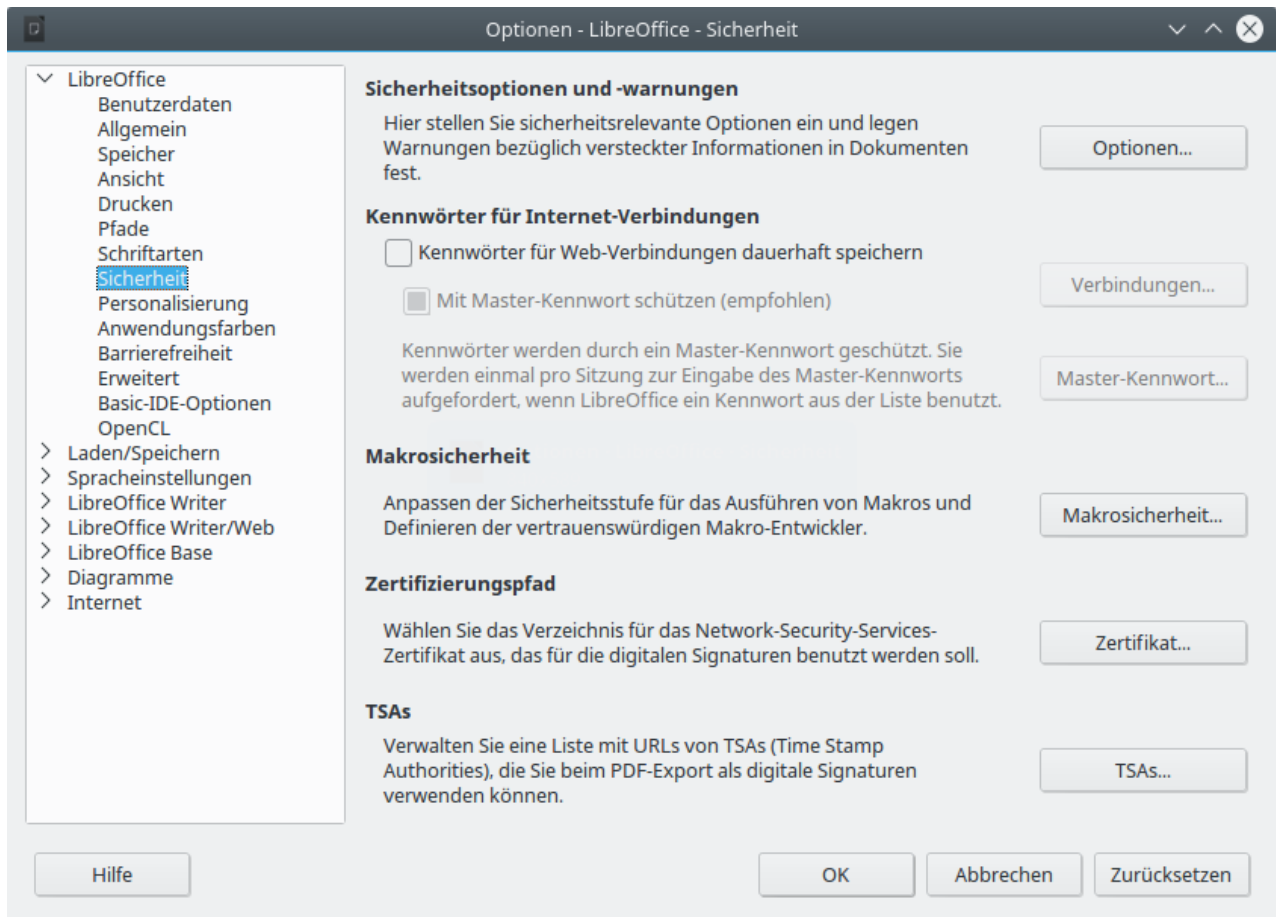 Optionen - LibreOffice - Sicherheit
LibreOffice
Benutzerdaten
Allgemein
Speicher
Ansicht
Drucken
Pfade
Schriftarten
Sicherheit
Personalisierung
Anwendungsfarben
Barrierefreiheit
Erweitert
Basic-IDE-Optionen
OpenCL
Laden/Speichern
Spracheinstellungen
LibreOffice Writer
LibreOffice Writer/Web
LibreOffice Base
Diagramme
Internet
Sicherheitsoptionen und -warnungen
Hier stellen Sie sicherheitsrelevante Optionen ein und legen
Warnungen bezüglich versteckter Informationen in Dokumenten
fest.
Optionen...
Kennwörter für Internet-Verbindungen
Kennwörter für Web-Verbindungen dauerhaft speichern
Verbindungen...
Mit Master-Kennwort schützen (empfohlen)
Kennwörter werden durch ein Master-Kennwort geschützt. Sie
werden einmal pro Sitzung zur Eingabe des Master-Kennworts
aufgefordert, wenn LibreOffice ein Kennwort aus der Liste benutzt.
Master-Kennwort...
Makrosicherheit
Anpassen der Sicherheitsstufe für das Ausführen von Makros und
Definieren der vertrauenswürdigen Makro-Entwickler.
Makrosicherheit...
Zertifizierungspfad
Wählen Sie das Verzeichnis für das Network-Security-Services-
Zertifikat aus, das für die digitalen Signaturen benutzt werden soll.
Zertifikat...
TSAs
Verwalten Sie eine Liste mit URLs von TSAs (Time Stamp
Authorities), die Sie beim PDF-Export als digitale Signaturen
verwenden können.
TSAs...
Hilfe
OK
Abbrechen
Zurücksetzen